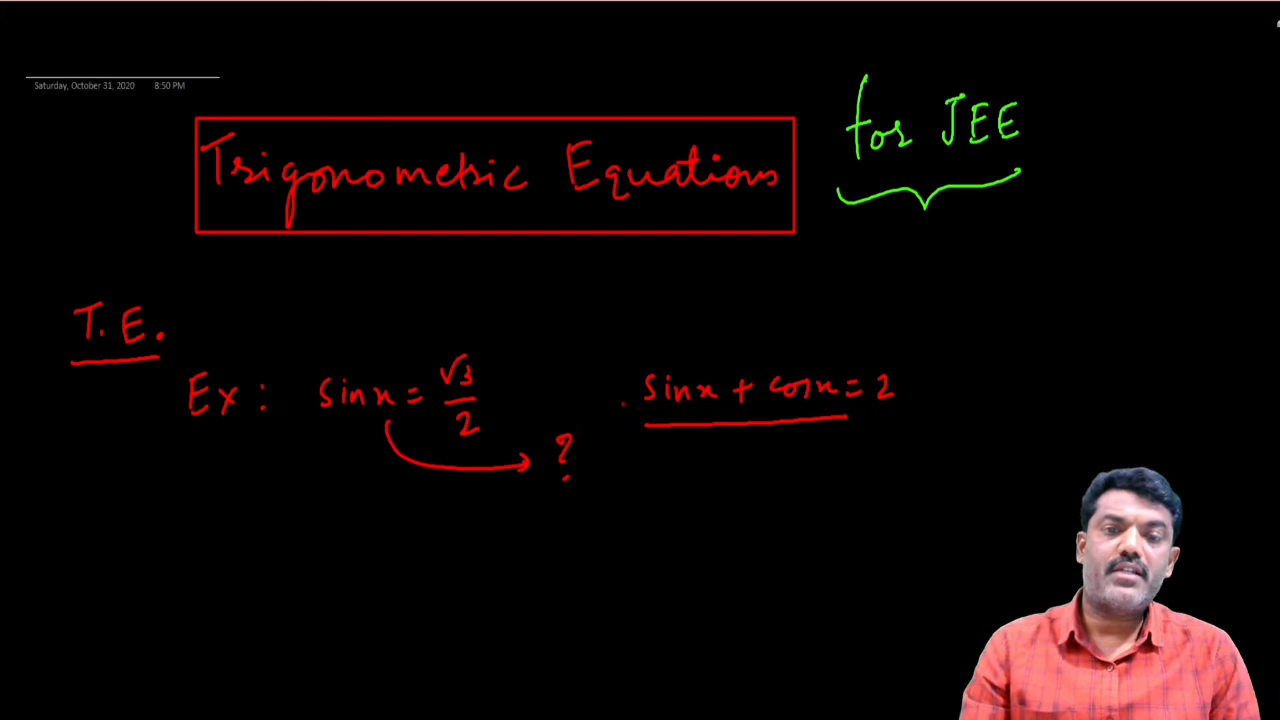 Saturday, October 31, 2020 8:50 PM
for JEE
Trigonometric Equations
T.E.
Ex: sinx = √3/2 sinx + cosx = 2
?